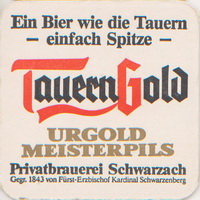 Ein Bier wie die Tauern
– einfach Spitze –
TauernGold
URGOLD
MEISTERPILS
Privatbrauerei Schwarzach
Gegr. 1843 von Fürst-Erzbischof Kardinal Schwarzenberg